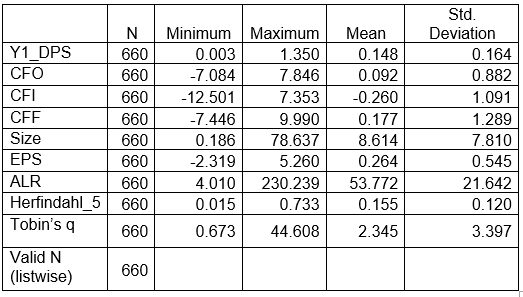 N Minimum Maximum Mean Std. Deviation
Y1_DPS 660 0.003 1.350 0.148 0.164
CFO 660 -7.084 7.846 0.092 0.882
CFI 660 -12.501 7.353 -0.260 1.091
CFF 660 -7.446 9.990 0.177 1.289
Size 660 0.186 78.637 8.614 7.810
EPS 660 -2.319 5.260 0.264 0.545
ALR 660 4.010 230.239 53.772 21.642
Herfindahl_5 660 0.015 0.733 0.155 0.120
Tobin's q 660 0.673 44.608 2.345 3.397
Valid N (listwise) 660